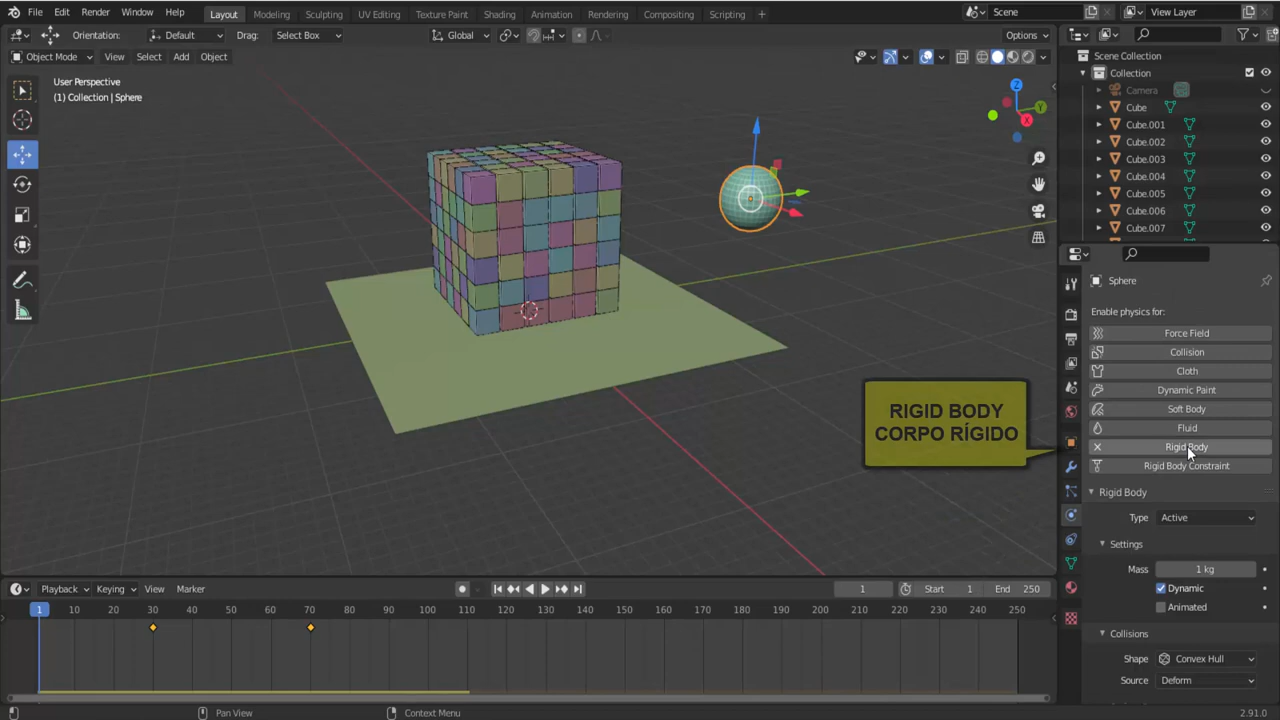 File Edit Render Window Help Layout Modeling Sculpting UV Editing Texture Paint Shading Animation Rendering Compositing Scripting + Scene View Layer
Orientation: Default Drag: Select Box Global Options
Object Mode View Select Add Object
User Perspective
(1) Collection | Sphere
Z
Y
X
Scene Collection
Collection
Camera
Cube
Cube.001
Cube.002
Cube.003
Cube.004
Cube.005
Cube.006
Cube.007
Sphere
Enable physics for:
Force Field
Collision
Cloth
Dynamic Paint
Soft Body
Fluid
Rigid Body
Rigid Body Constraint
RIGID BODY
CORPO RÍGIDO
Rigid Body
Type Active
Settings
Mass 1 kg
Dynamic
Animated
Collisions
Shape Convex Hull
Source Deform
Playback Keying View Marker 1 Start 1 End 250
1 10 20 30 40 50 60 70 80 90 100 110 120 130 140 150 160 170 180 190 200 210 220 230 240 250
Pan View Context Menu 2.91.0